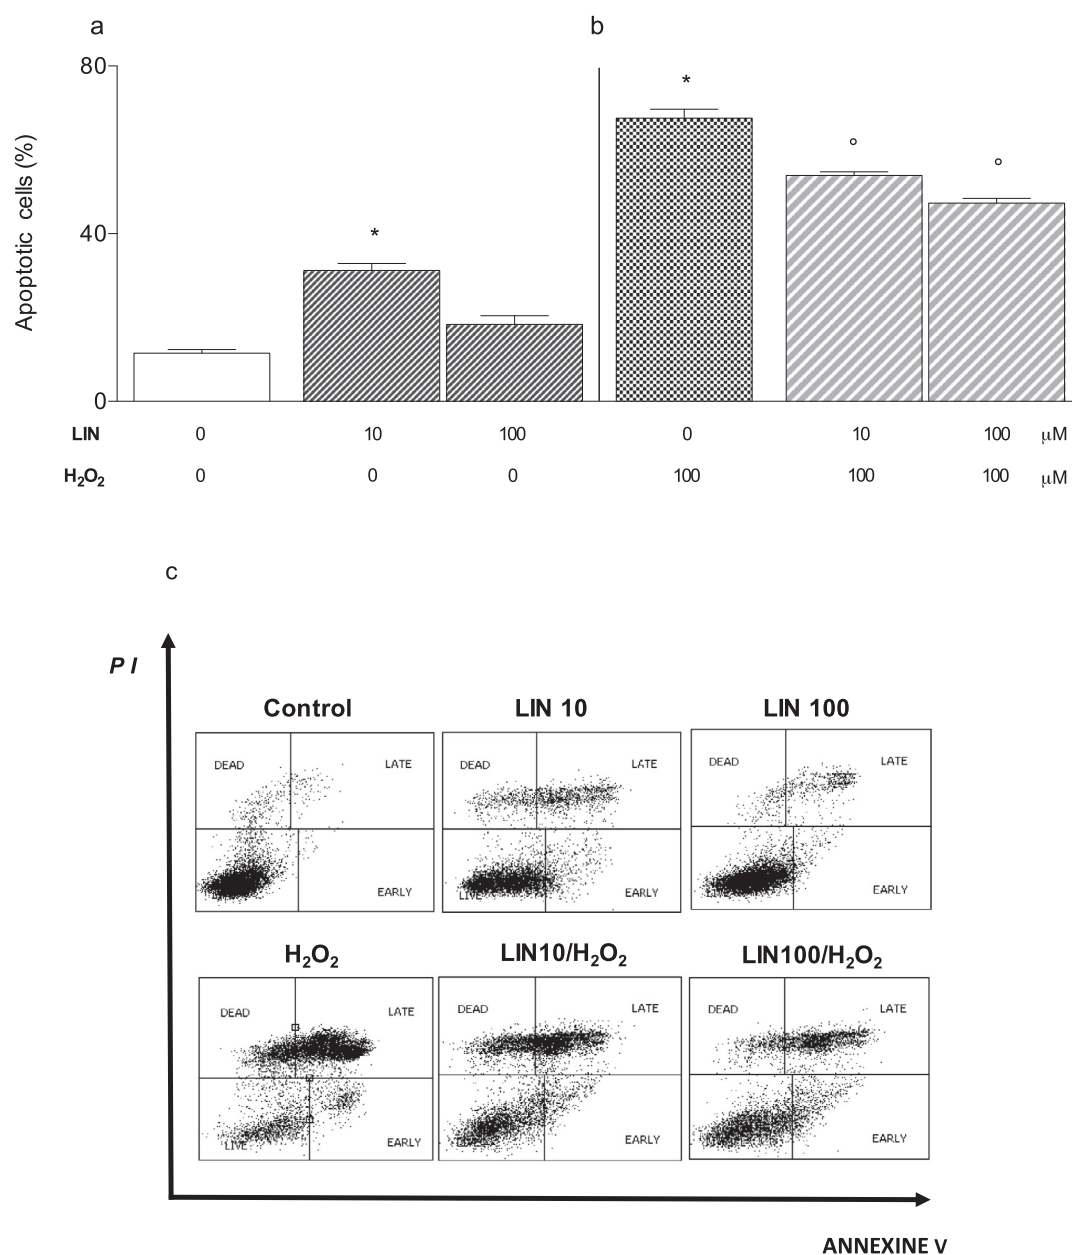 a b
80
*
°
°
40
*
Apoptotic cells (%)
0
LIN 0 10 100 0 10 100 μM
H₂O₂ 0 0 0 100 100 100 μM
c
P I
Control LIN 10 LIN 100
DEAD LATE DEAD LATE DEAD LATE
EARLY LIVE EARLY EARLY
H₂O₂ LIN10/H₂O₂ LIN100/H₂O₂
DEAD LATE DEAD LATE DEAD LATE
LIVE EARLY EARLY EARLY
ANNEXINE V